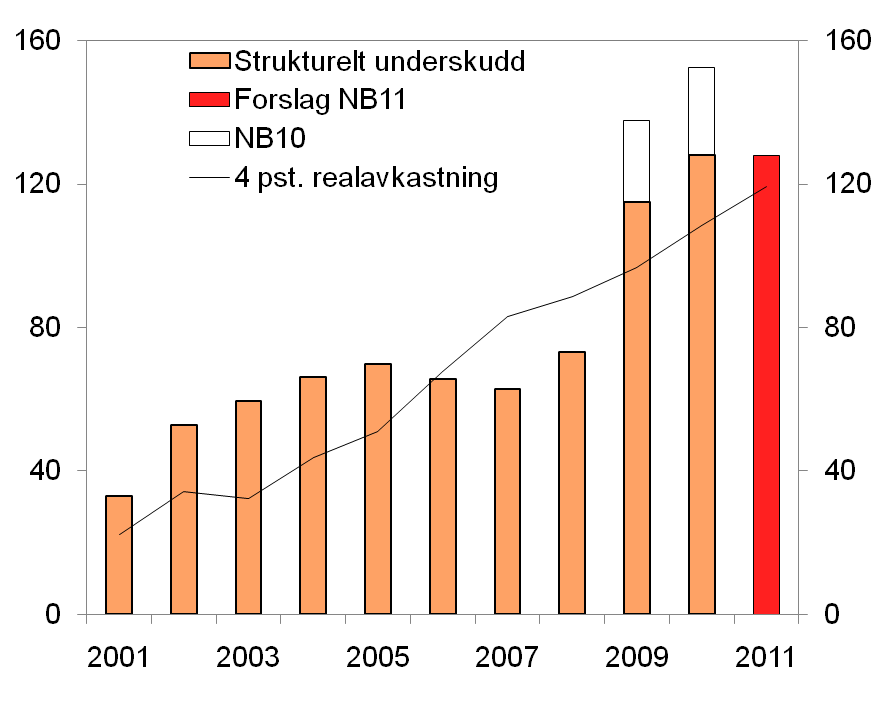 160
160
Strukturelt underskudd
Forslag NB11
NB10
4 pst. realavkastning
120
120
80
80
40
40
0
0
2001 2003 2005 2007 2009 2011